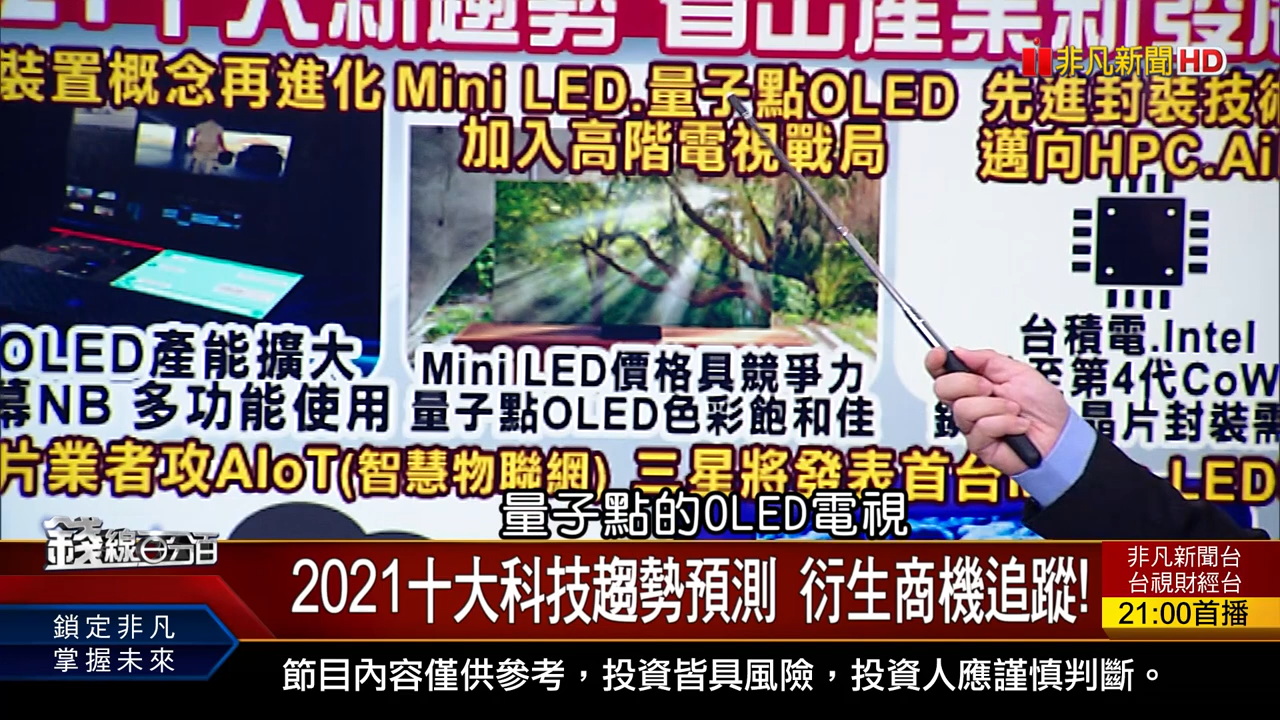 21十大新趨勢 看出產業新發展
非凡新聞HD
裝置概念再進化
Mini LED.量子點OLED
加入高階電視戰局
先進封裝技術
邁向HPC.Ai
OLED產能擴大
幕NB 多功能使用
Mini LED價格具競爭力
量子點OLED色彩飽和佳
台積電.Intel
至第4代CoW
晶片封裝需
片業者攻AIoT(智慧物聯網)
三星將發表首台
LED
量子點的OLED電視
錢線百分百
2021十大科技趨勢預測 衍生商機追蹤!
非凡新聞台
台視財經台
21:00首播
鎖定非凡
掌握未來
節目內容僅供參考，投資皆具風險，投資人應謹慎判斷。